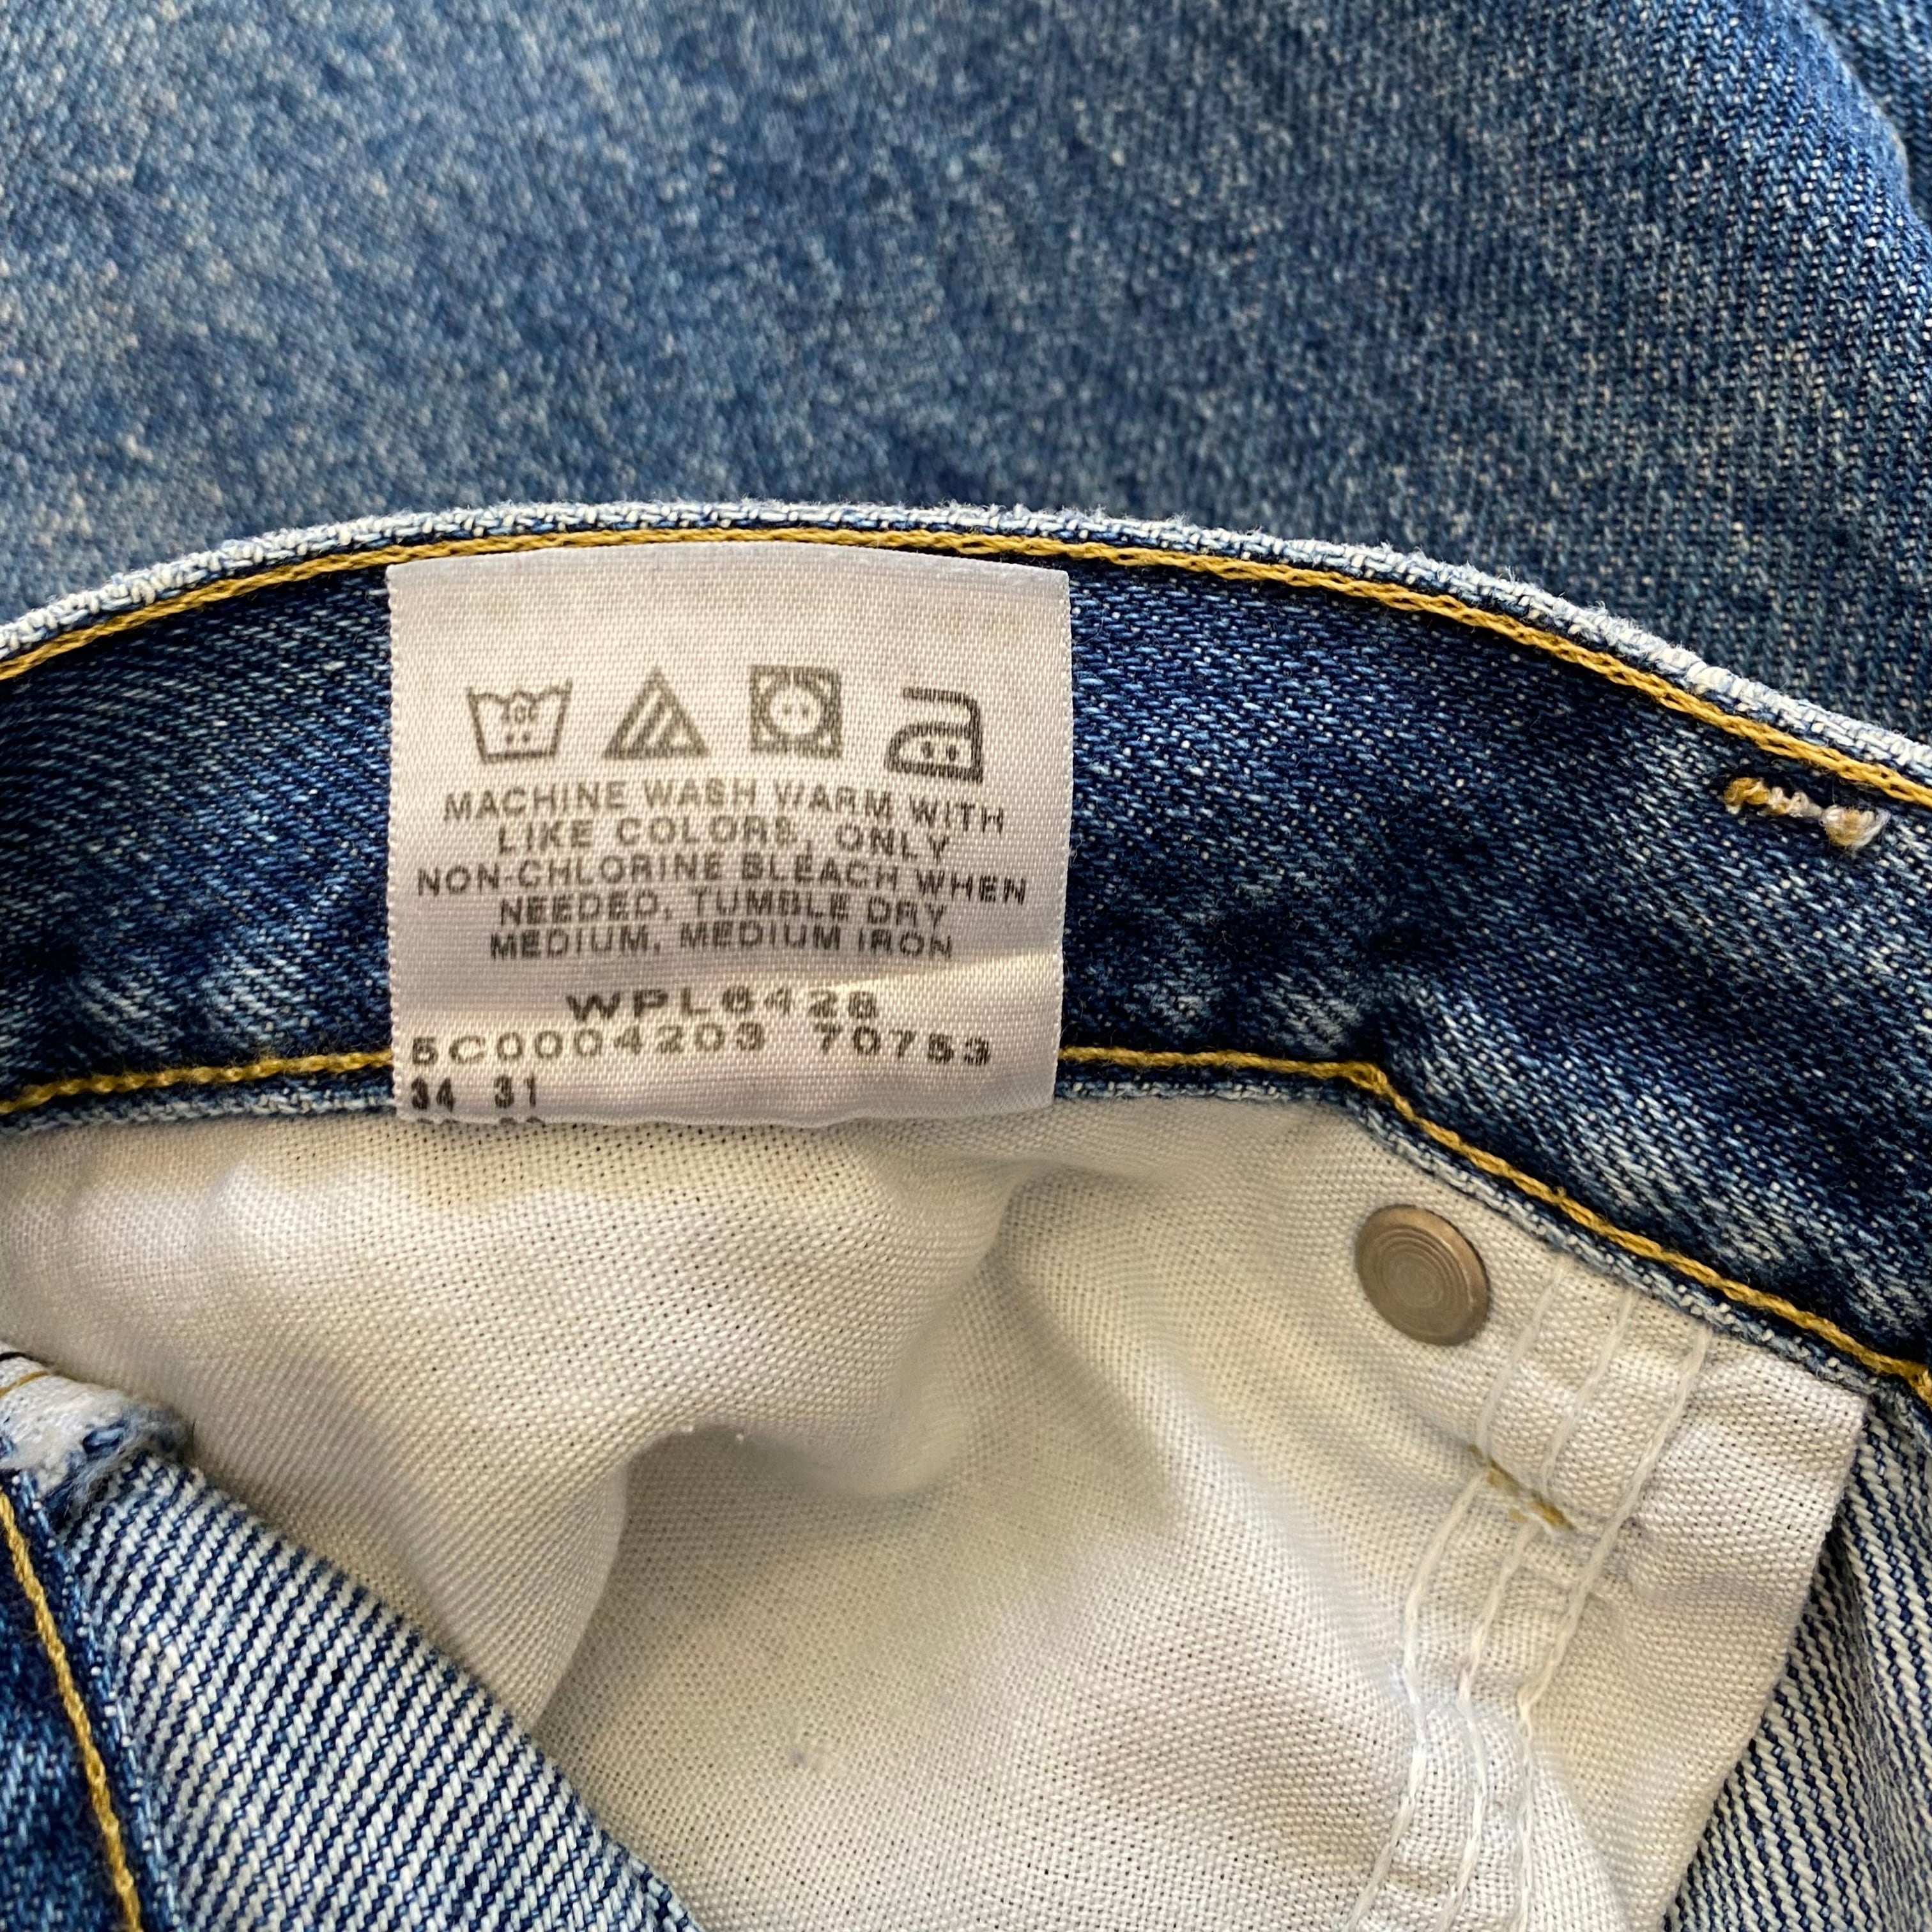 MACHINE WASH WARM WITH
LIKE COLORS, ONLY
NON-CHLORINE BLEACH WHEN
NEEDED, TUMBLE DRY
MEDIUM, MEDIUM IRON
WPL6428
5C0004203 70753
34 31